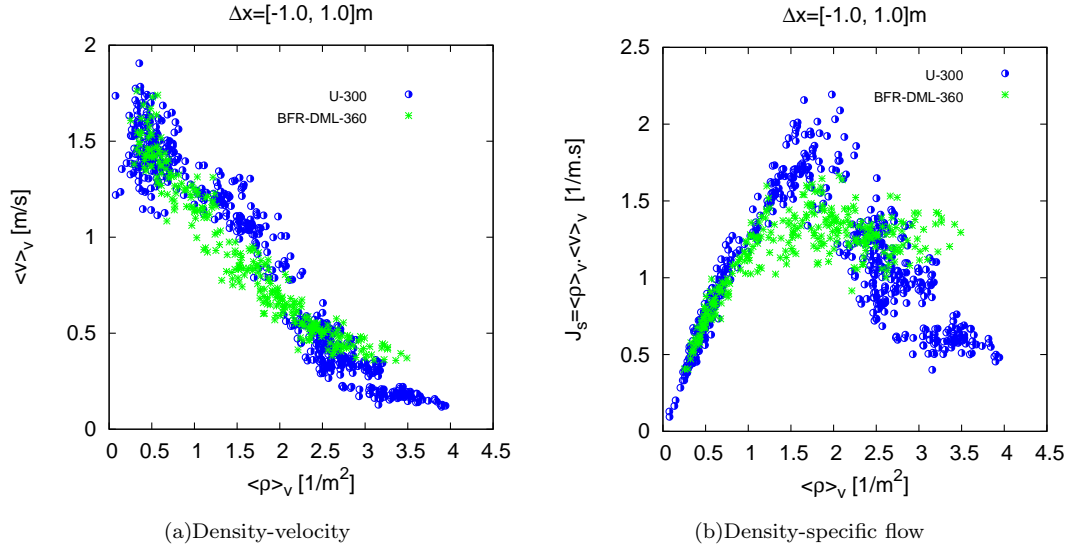 Δx=[-1.0, 1.0]m
2
1.5
1
0.5
0
0 0.5 1 1.5 2 2.5 3 3.5 4 4.5
<v>v [m/s]
<ρ>v [1/m²]
U-300
BFR-DML-360
(a)Density-velocity
Δx=[-1.0, 1.0]m
2.5
2
1.5
1
0.5
0
0 0.5 1 1.5 2 2.5 3 3.5 4 4.5
Js=<ρ>v.<v>v [1/m.s]
<ρ>v [1/m²]
U-300
BFR-DML-360
(b)Density-specific flow